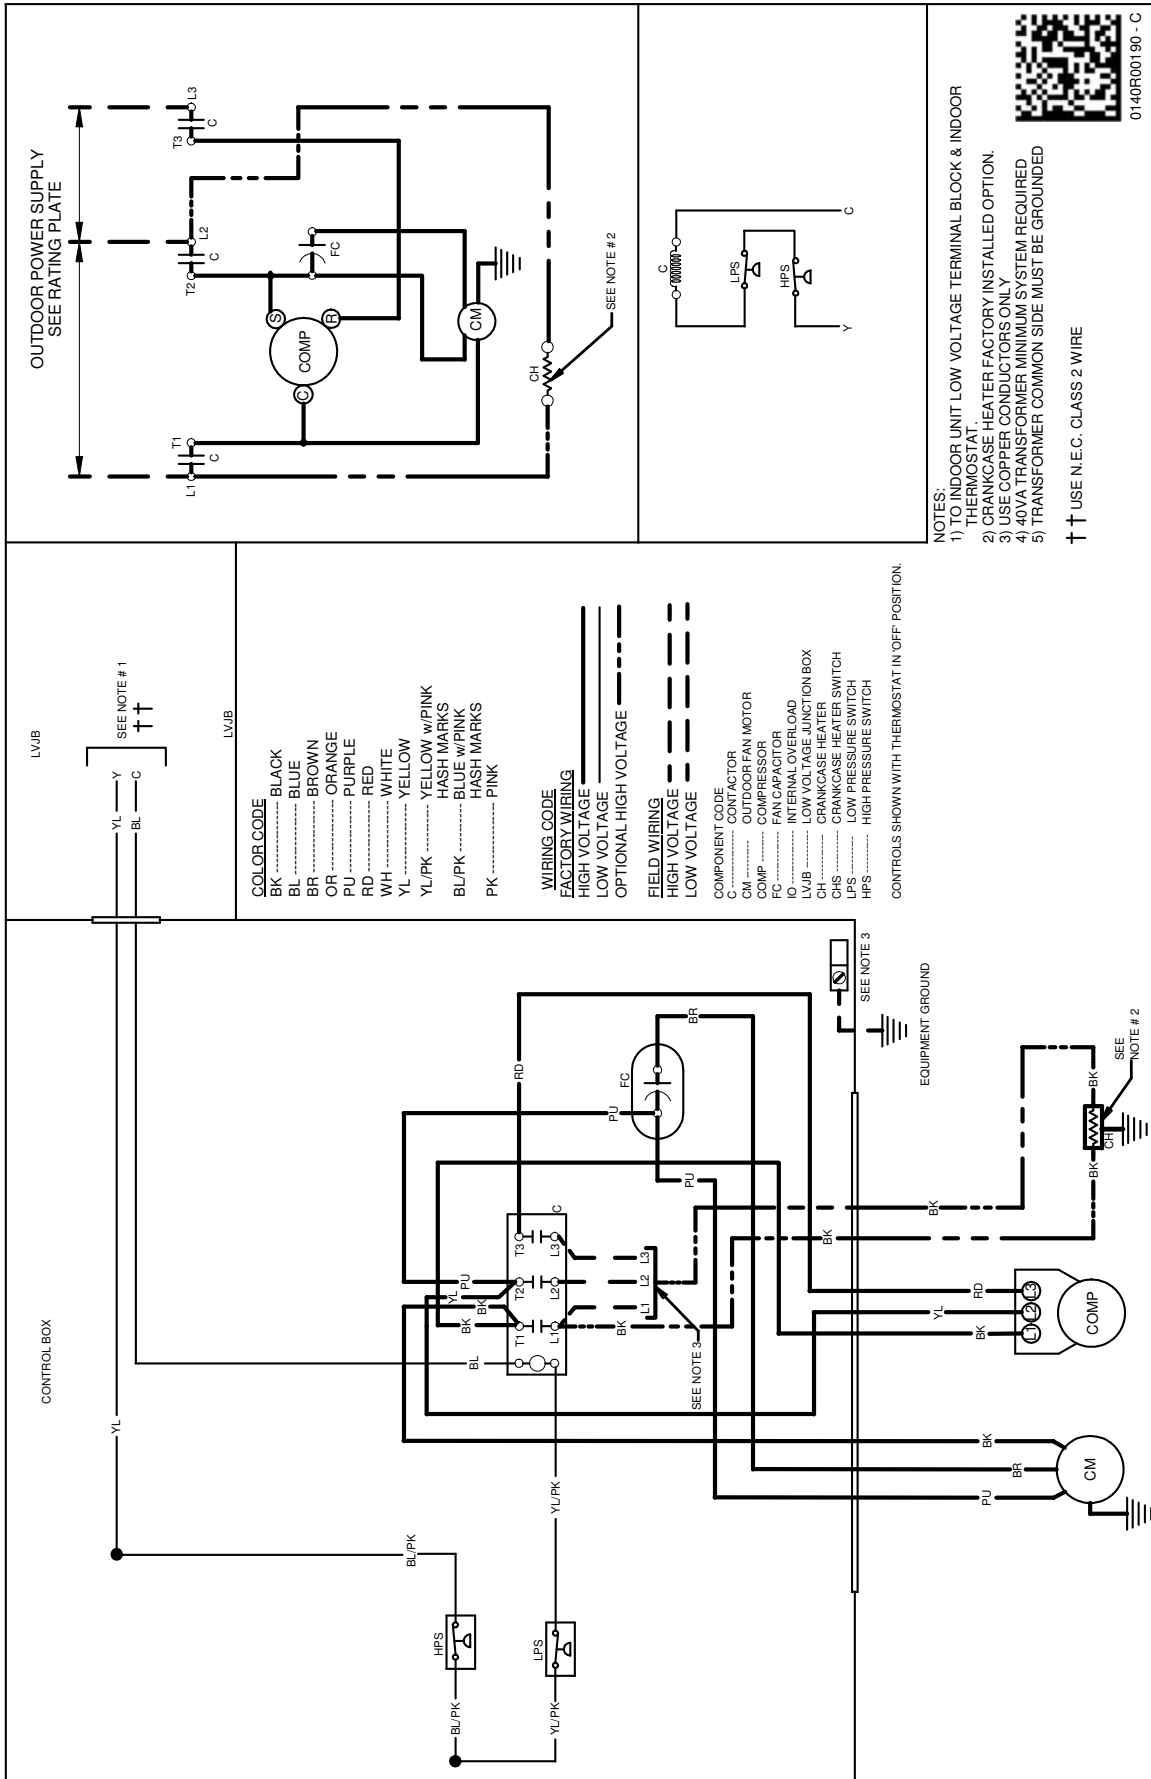 CONTROL BOX
YL
YL
Y
BL
C
LVJB
SEE NOTE # 1
††
LVJB
BL/PK
HPS
BL/PK
LPS
YL/PK
YL/PK
BL
BK
YL
BK
PU
T1
T2
T3
L1
L2
L3
C
BK
L1
L2
L3
SEE NOTE 3
RD
PU
FC
BR
PU
BK
BK
SEE NOTE 3
EQUIPMENT GROUND
PU
BR
BK
CM
BK
YL
RD
L1
L2
L3
COMP
BK
CH
BK
SEE
NOTE # 2
COLOR CODE
BK ---------- BLACK
BL ---------- BLUE
BR ---------- BROWN
OR ---------- ORANGE
PU ---------- PURPLE
RD ---------- RED
WH ---------- WHITE
YL ---------- YELLOW
YL/PK ---------- YELLOW w/PINK
HASH MARKS
BL/PK ---------- BLUE w/PINK
HASH MARKS
PK ---------- PINK
WIRING CODE
FACTORY WIRING
HIGH VOLTAGE
LOW VOLTAGE
OPTIONAL HIGH VOLTAGE
FIELD WIRING
HIGH VOLTAGE
LOW VOLTAGE
COMPONENT CODE
C ---------- CONTACTOR
CM ---------- OUTDOOR FAN MOTOR
COMP ---------- COMPRESSOR
FC ---------- FAN CAPACITOR
IO ---------- INTERNAL OVERLOAD
LVJB ---------- LOW VOLTAGE JUNCTION BOX
CH ---------- CRANKCASE HEATER
CHS ---------- CRANKCASE HEATER SWITCH
LPS ---------- LOW PRESSURE SWITCH
HPS ---------- HIGH PRESSURE SWITCH
CONTROLS SHOWN WITH THERMOSTAT IN 'OFF' POSITION.
OUTDOOR POWER SUPPLY
SEE RATING PLATE
L1
C
T1
T2
C
L2
T3
C
L3
S
R
C
COMP
FC
CM
CH
SEE NOTE # 2
C
LPS
HPS
Y
C
NOTES:
1) TO INDOOR UNIT LOW VOLTAGE TERMINAL BLOCK & INDOOR
THERMOSTAT.
2) CRANKCASE HEATER FACTORY INSTALLED OPTION.
3) USE COPPER CONDUCTORS ONLY
4) 40VA TRANSFORMER MINIMUM SYSTEM REQUIRED
5) TRANSFORMER COMMON SIDE MUST BE GROUNDED
†† USE N.E.C. CLASS 2 WIRE
0140R00190 - C